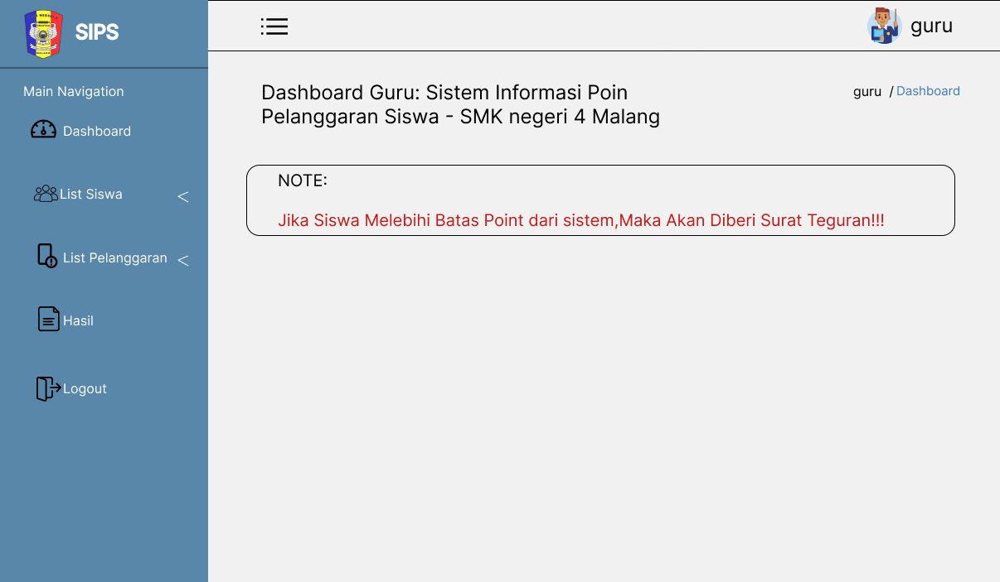 SIPS
guru
Main Navigation
Dashboard
List Siswa <
List Pelanggaran <
Hasil
Logout
Dashboard Guru: Sistem Informasi Poin
Pelanggaran Siswa - SMK negeri 4 Malang
guru / Dashboard
NOTE:
Jika Siswa Melebihi Batas Point dari sistem,Maka Akan Diberi Surat Teguran!!!